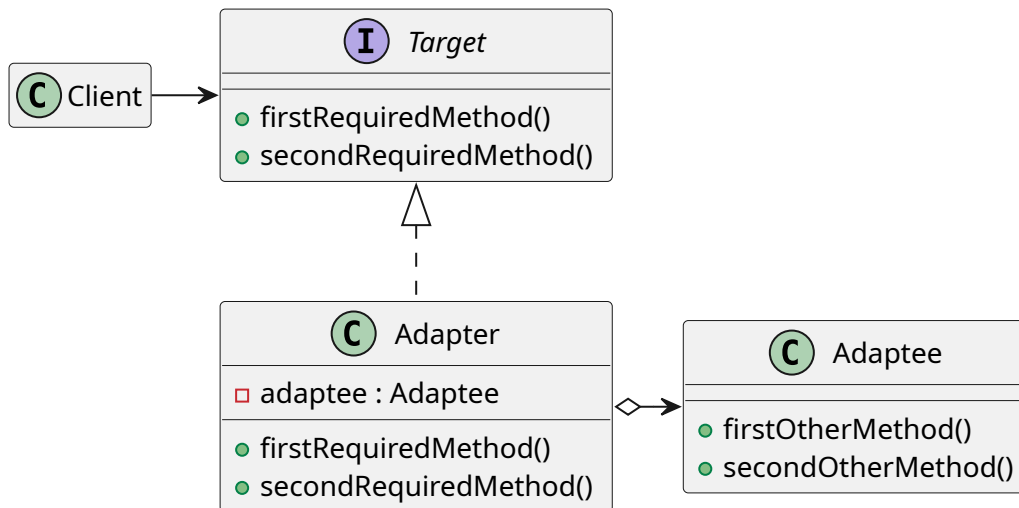 I Target
C Client
firstRequiredMethod()
secondRequiredMethod()
C Adapter
adaptee : Adaptee
firstRequiredMethod()
secondRequiredMethod()
C Adaptee
firstOtherMethod()
secondOtherMethod()